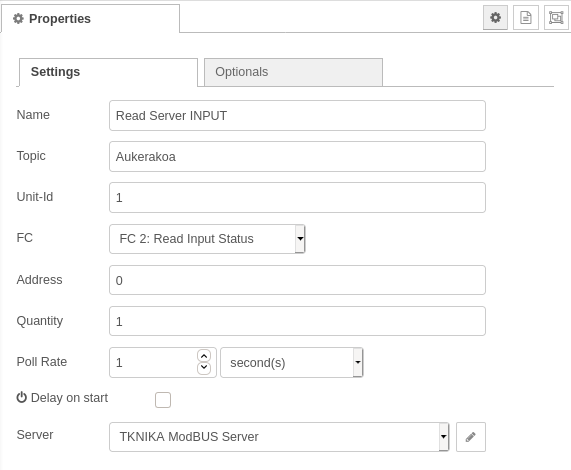 Properties
Settings Optionals
Name Read Server INPUT
Topic Aukerakoa
Unit-Id 1
FC FC 2: Read Input Status
Address 0
Quantity 1
Poll Rate 1 second(s)
Delay on start
Server TKNIKA ModBUS Server